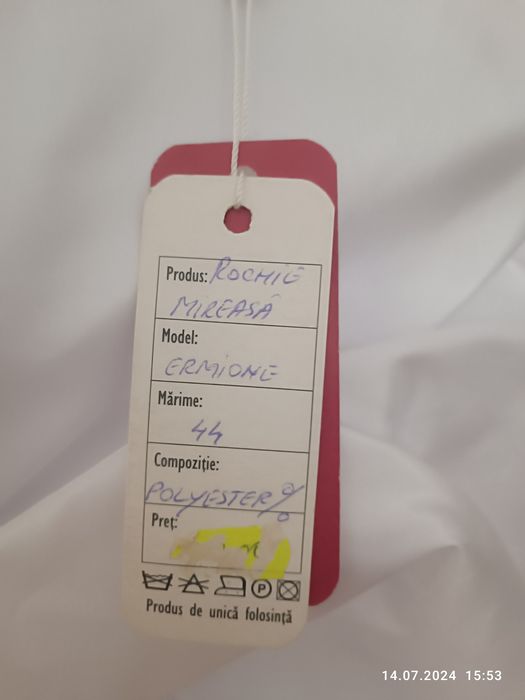 Produs: ROCHIE
MIREASĂ
Model:
ERMIONE
Mărime:
44
Compoziție:
POLYESTER %
Preț:
P
Produs de unică folosință
14.07.2024 15:53